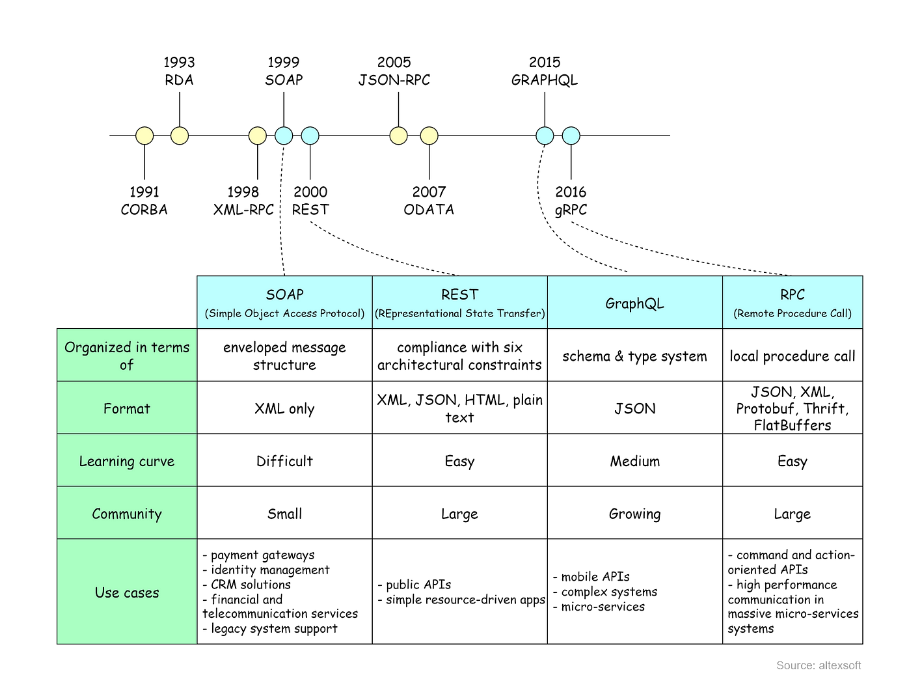 1993
RDA
1999
SOAP
2005
JSON-RPC
2015
GRAPHQL
1991
CORBA
1998
XML-RPC
2000
REST
2007
ODATA
2016
gRPC
SOAP
(Simple Object Access Protocol)
REST
(REpresentational State Transfer)
GraphQL
RPC
(Remote Procedure Call)
Organized in terms
of
enveloped message
structure
compliance with six
architectural constraints
schema & type system
local procedure call
Format
XML only
XML, JSON, HTML, plain
text
JSON
JSON, XML,
Protobuf, Thrift,
FlatBuffers
Learning curve
Difficult
Easy
Medium
Easy
Community
Small
Large
Growing
Large
Use cases
- payment gateways
- identity management
- CRM solutions
- financial and
telecommunication services
- legacy system support
- public APIs
- simple resource-driven apps
- mobile APIs
- complex systems
- micro-services
- command and action-
oriented APIs
- high performance
communication in
massive micro-services
systems
Source: altexsoft